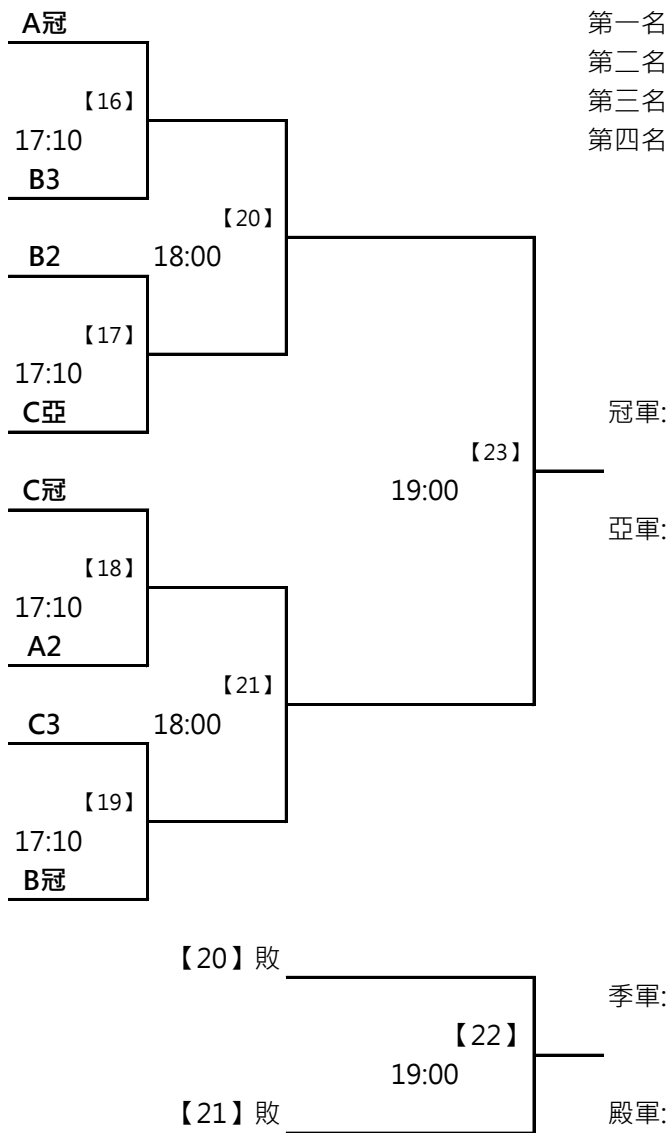 A冠
第一名
第二名
【16】
第三名
17:10
第四名
B3
【20】
B2
18:00
【17】
17:10
C亞
冠軍:
【23】
C冠
19:00
亞軍:
【18】
17:10
A2
【21】
C3
18:00
【19】
17:10
B冠
【20】敗
季軍:
【22】
19:00
【21】敗
殿軍: